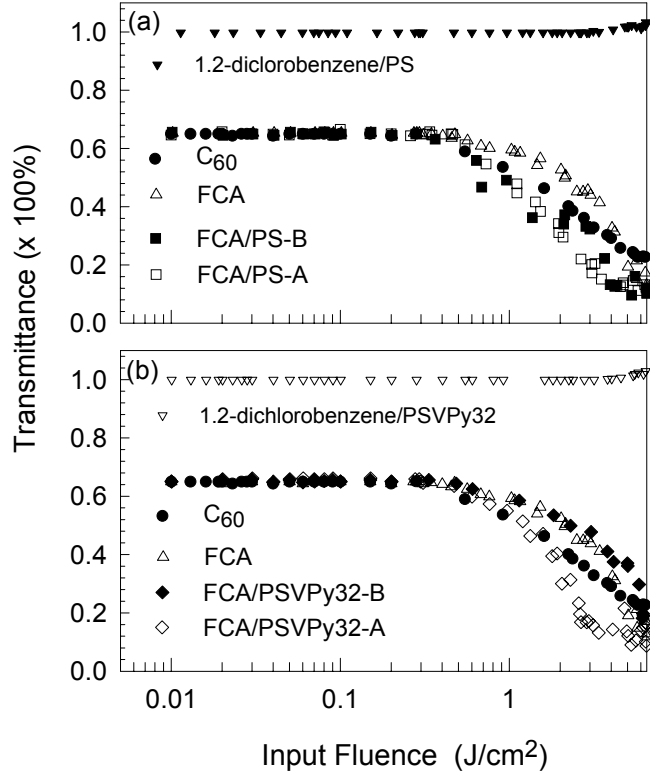 (a)
1.0
1.2-diclorobenzene/PS
0.8
0.6
C60
FCA
0.4
FCA/PS-B
0.2
FCA/PS-A
0.0
Transmittance (x 100%)
(b)
1.0
1.2-dichlorobenzene/PSVPy32
0.8
0.6
C60
0.4
FCA
FCA/PSVPy32-B
0.2
FCA/PSVPy32-A
0.0
0.01 0.1 1
Input Fluence (J/cm2)